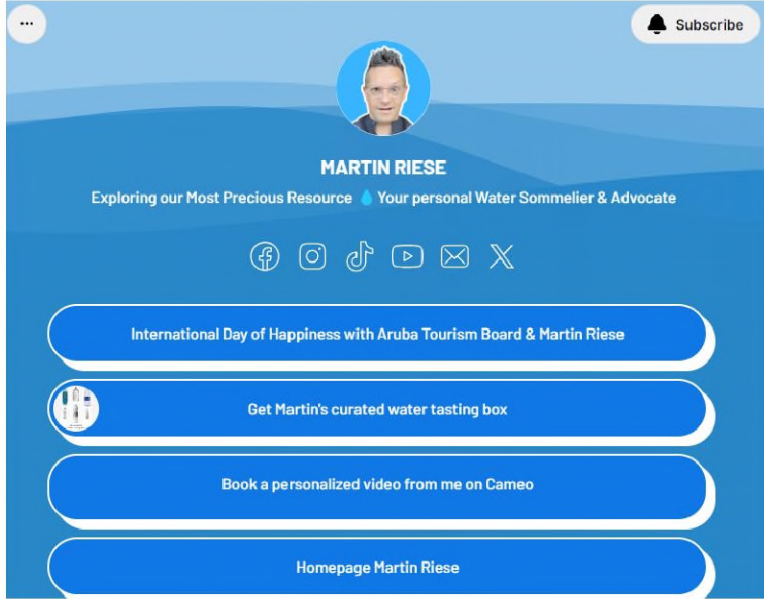 Subscribe
MARTIN RIESE
Exploring our Most Precious Resource 💧 Your personal Water Sommelier & Advocate
International Day of Happiness with Aruba Tourism Board & Martin Riese
Get Martin's curated water tasting box
Book a personalized video from me on Cameo
Homepage Martin Riese